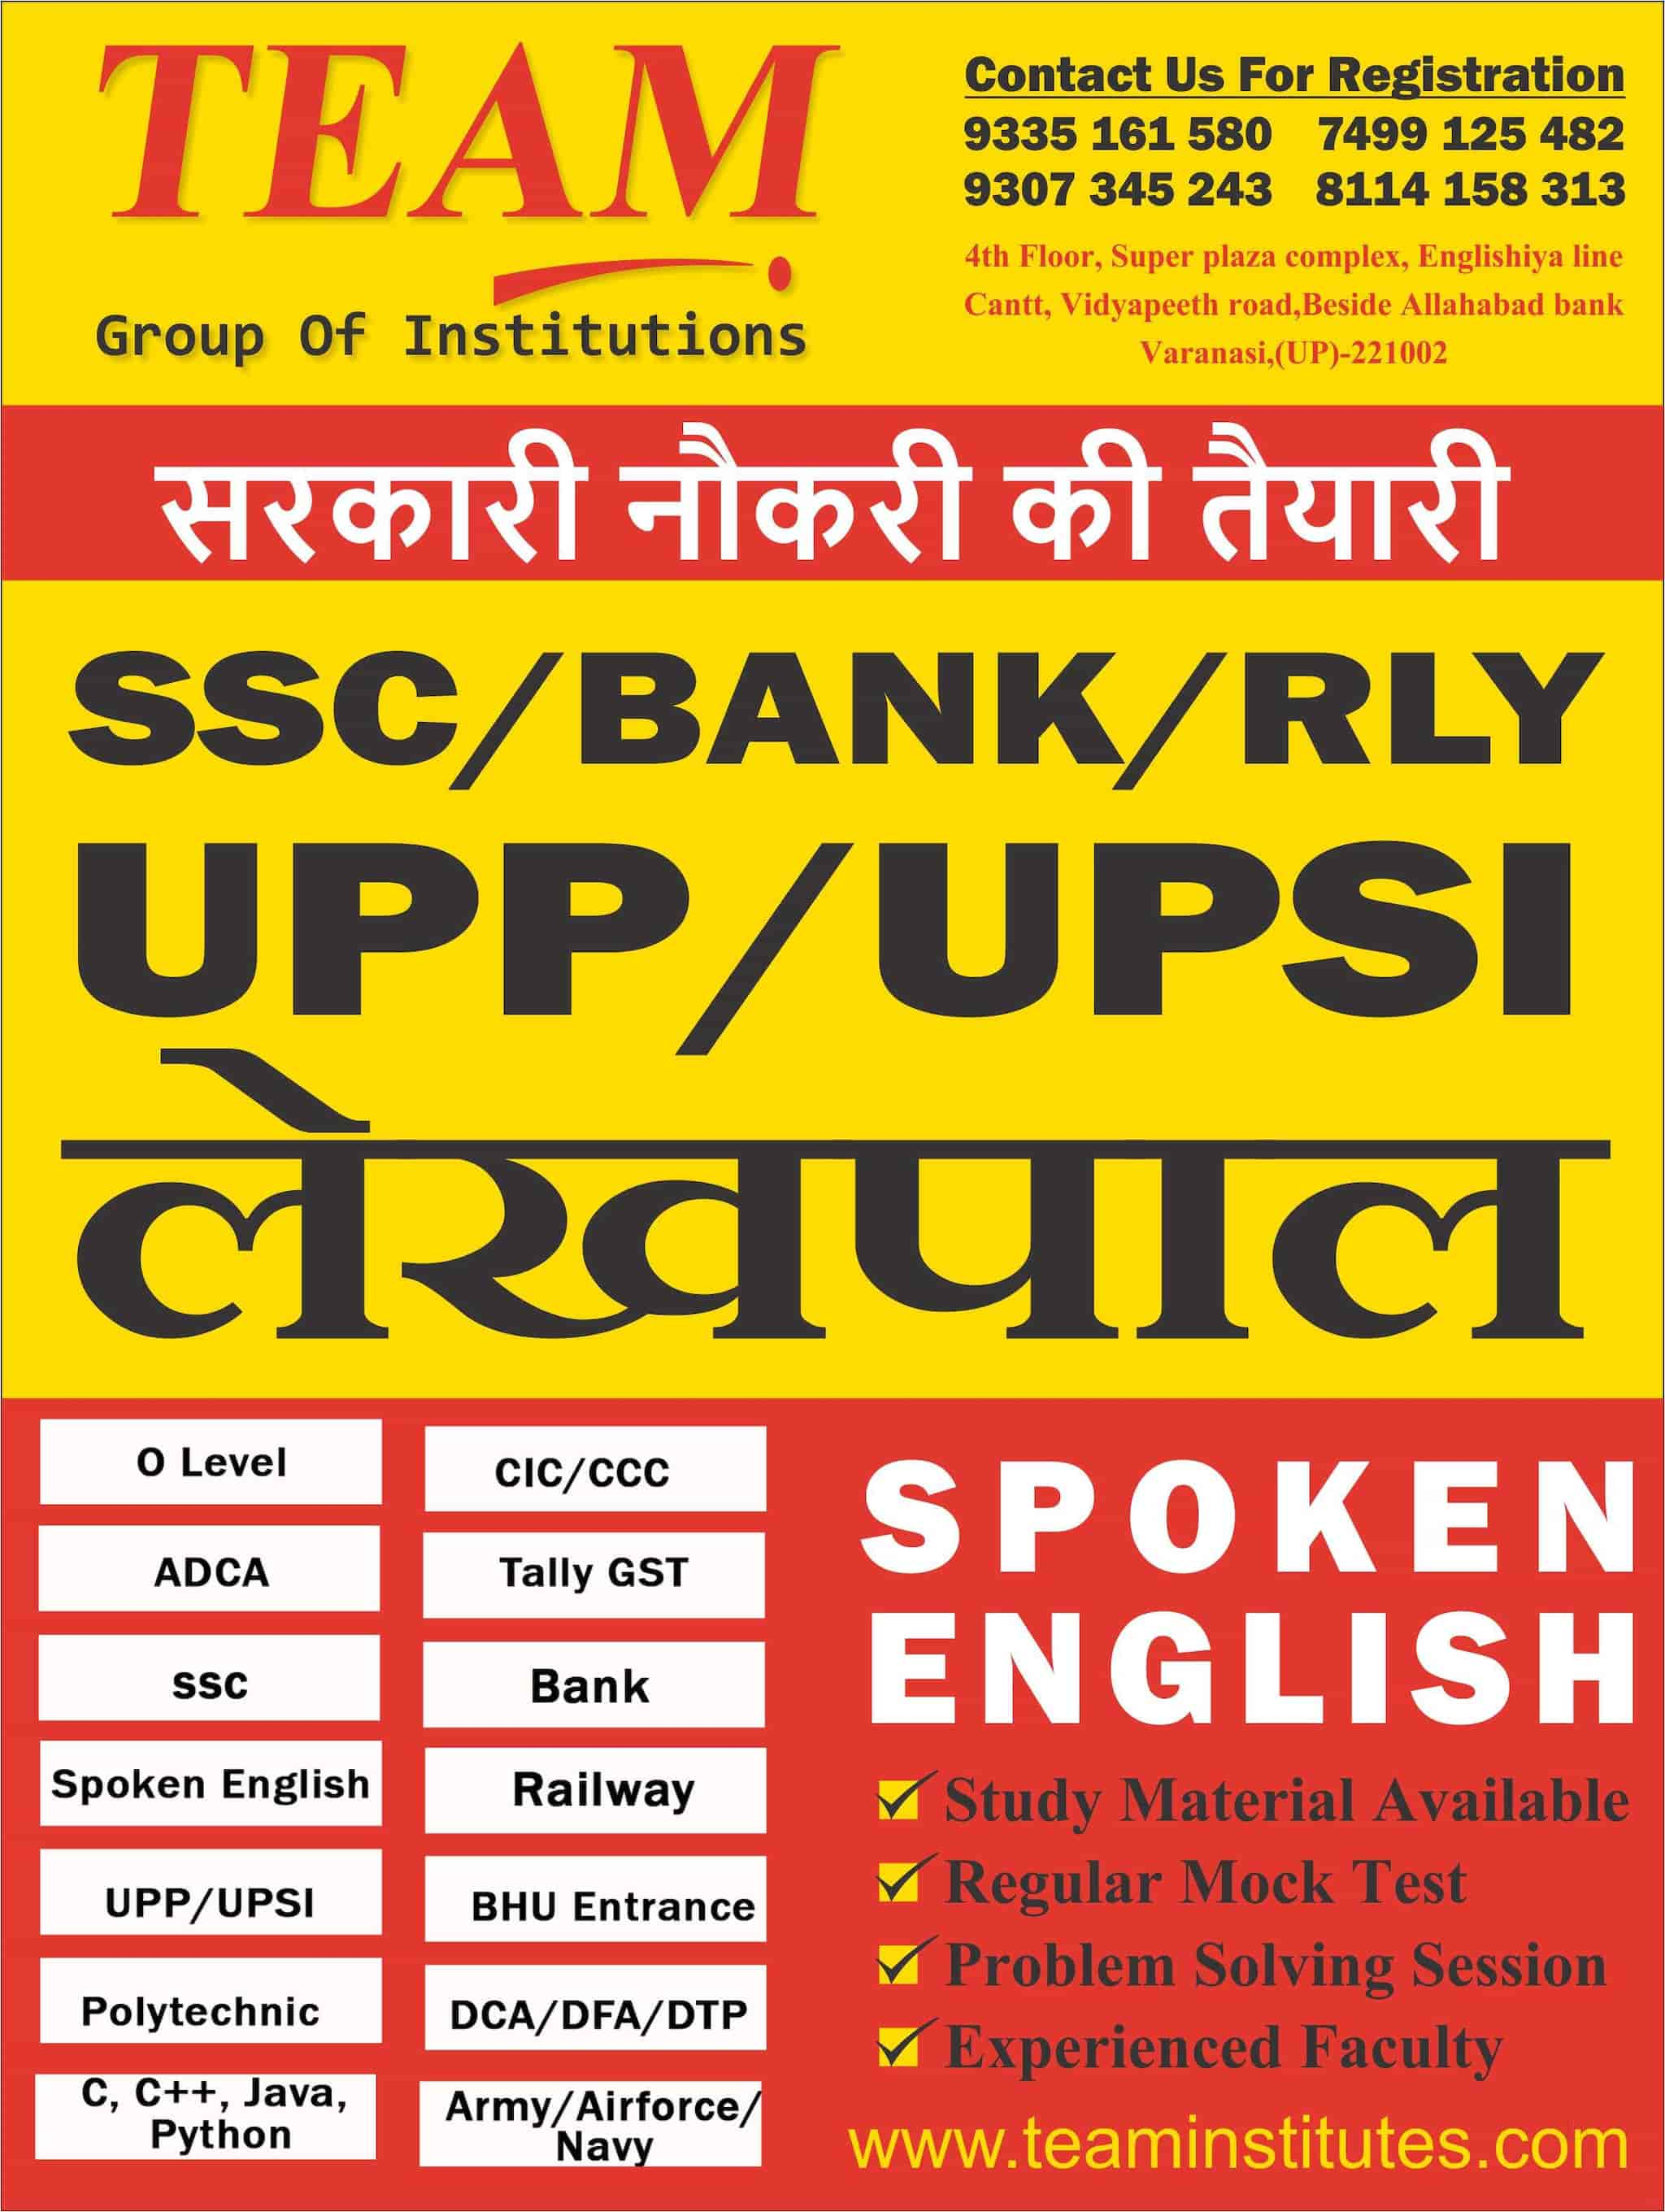 TEAM
Group Of Institutions
Contact Us For Registration
9335 161 580 7499 125 482
9307 345 243 8114 158 313
4th Floor, Super plaza complex, Englishiya line
Cantt, Vidyapeeth road,Beside Allahabad bank
Varanasi,(UP)-221002
सरकारी नौकरी की तैयारी
SSC/BANK/RLY
UPP/UPSI
लेखपाल
O Level
CIC/CCC
ADCA
Tally GST
SSC
Bank
Spoken English
Railway
UPP/UPSI
BHU Entrance
Polytechnic
DCA/DFA/DTP
C, C++, Java,
Python
Army/Airforce/
Navy
SPOKEN
ENGLISH
Study Material Available
Regular Mock Test
Problem Solving Session
Experienced Faculty
www.teaminstitutes.com